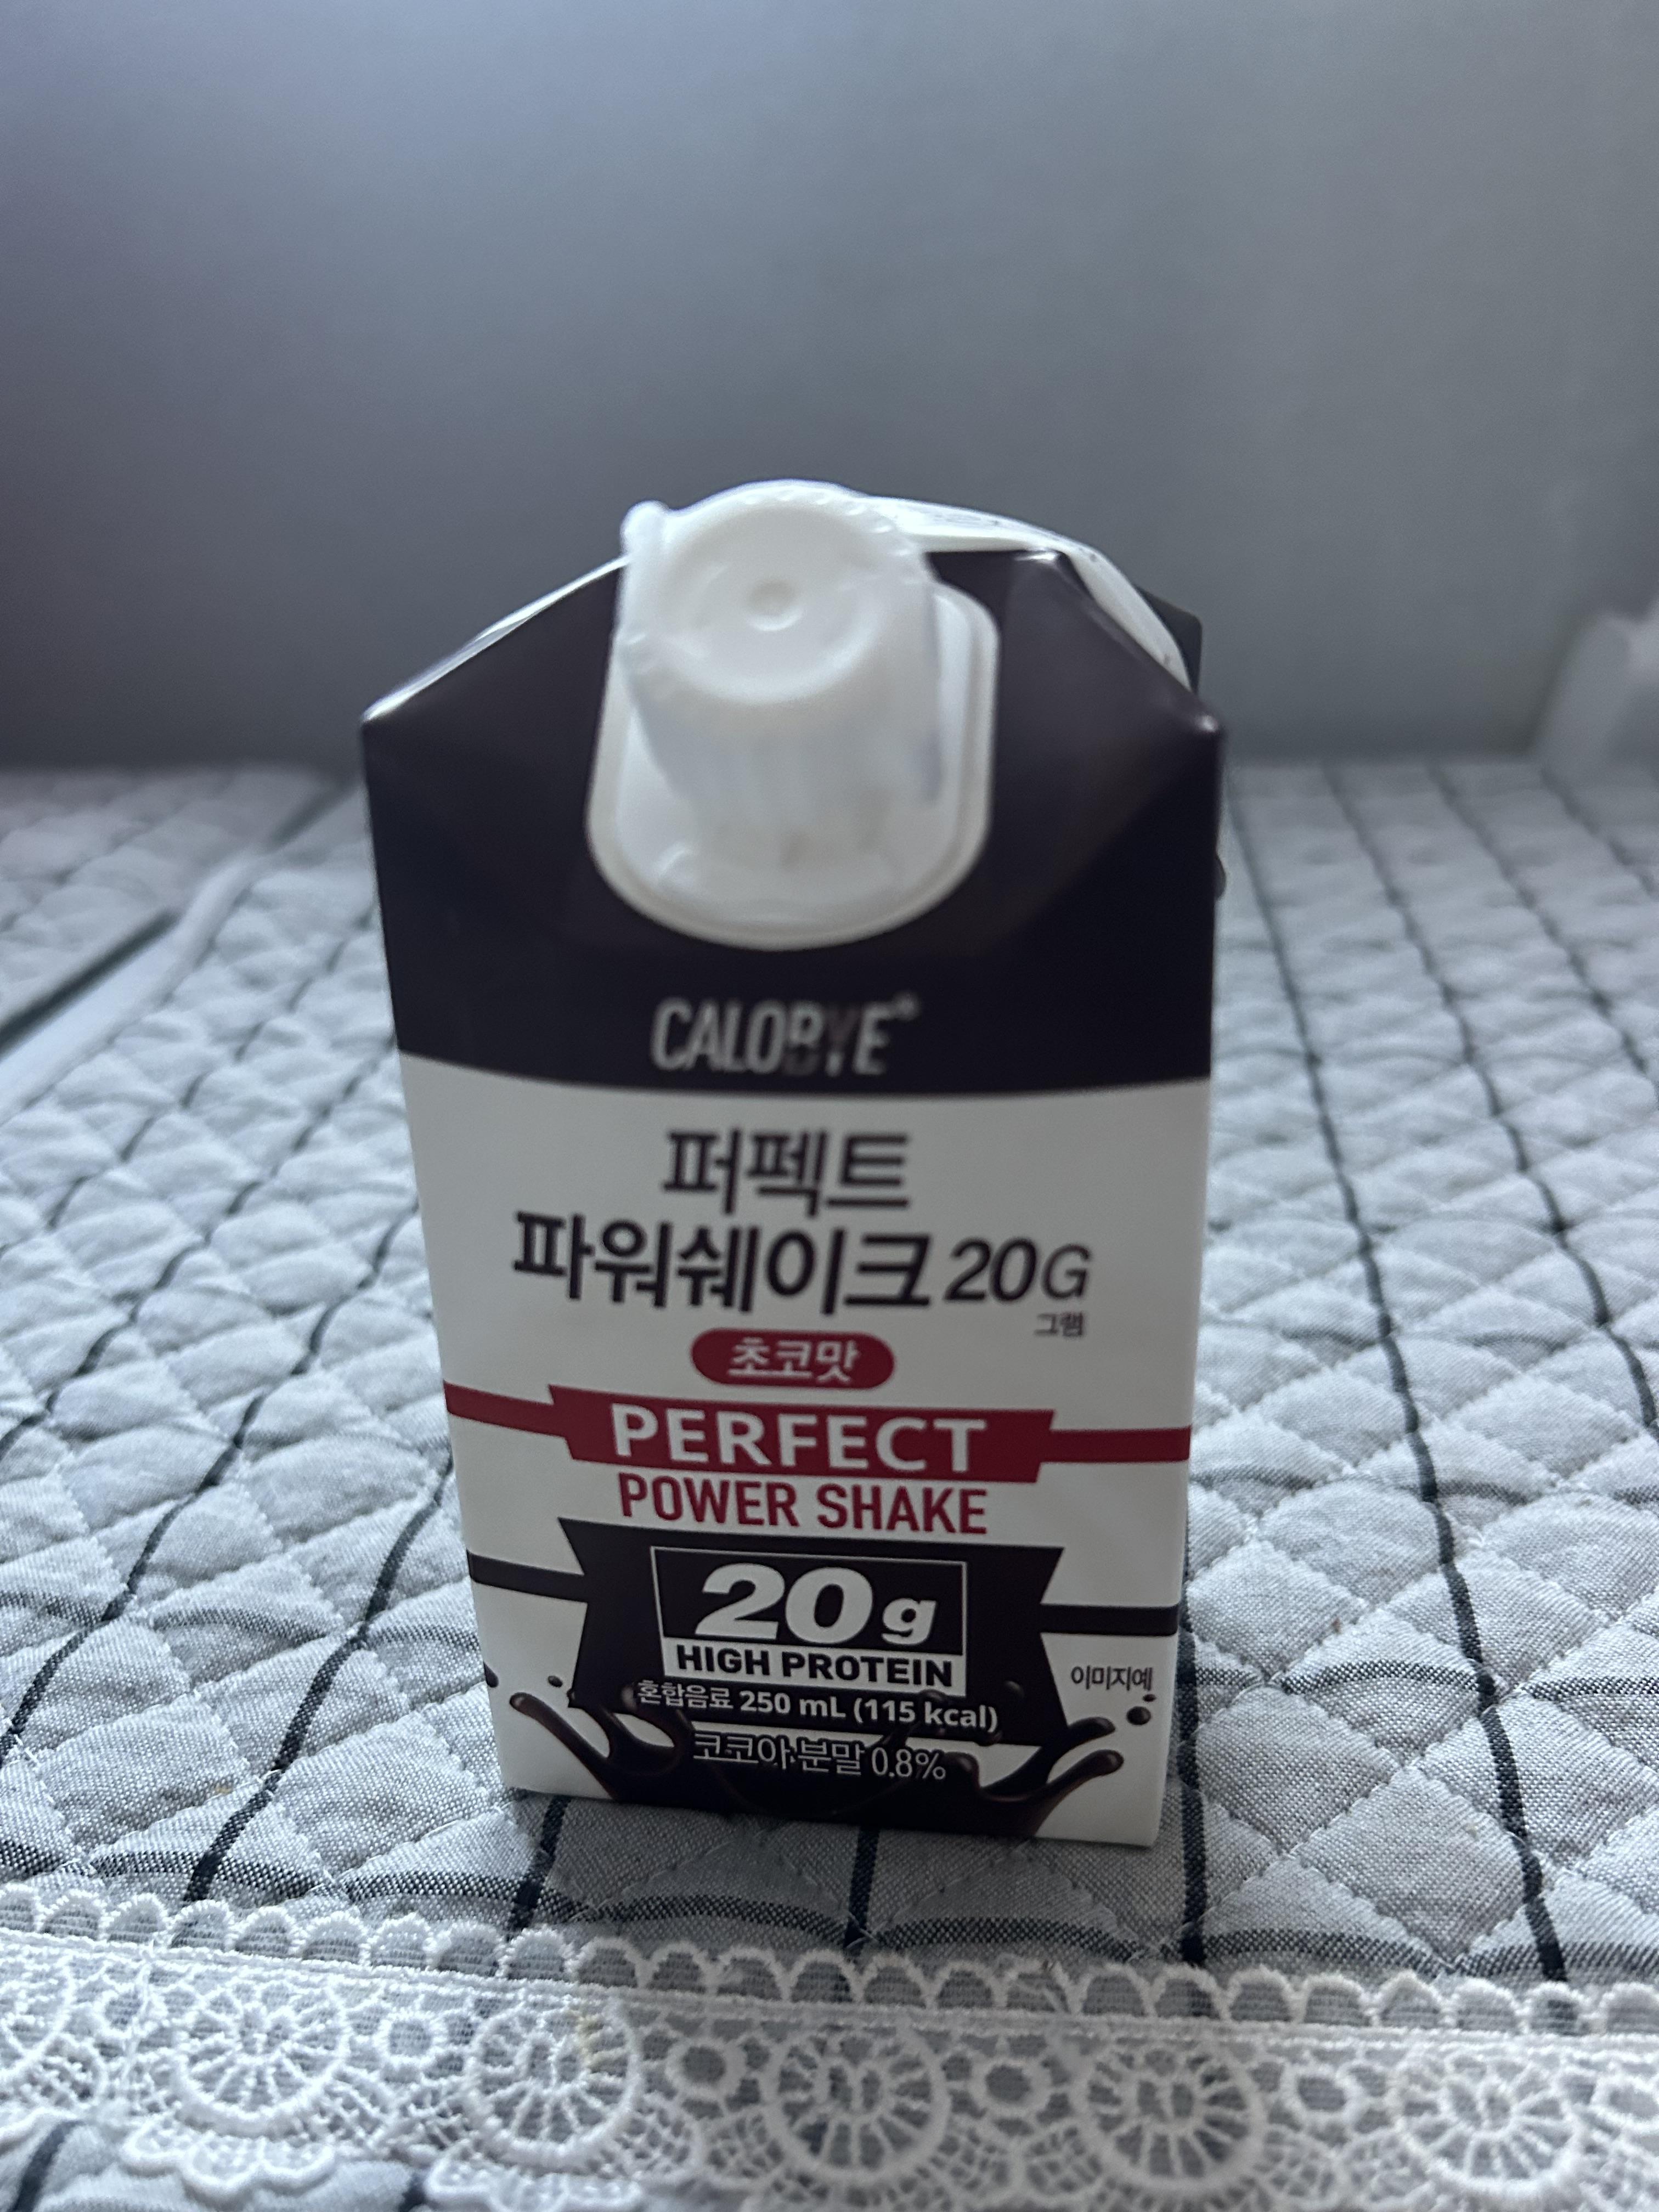 CALOBYE®
퍼펙트
파워쉐이크 20G
그램
초코맛
PERFECT
POWER SHAKE
20g
HIGH PROTEIN
이미지예
혼합음료 250 mL (115 kcal)
코코아분말 0.8%